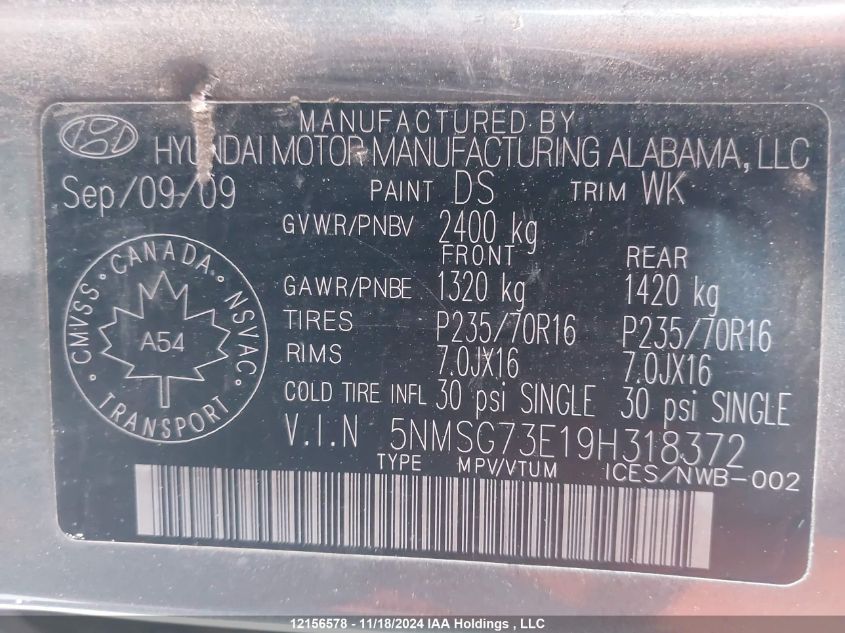 MANUFACTURED BY
HYUNDAI MOTOR MANUFACTURING ALABAMA, LLC
Sep/09/09 PAINT DS TRIM WK
GVWR/PNBV 2400 kg
FRONT REAR
GAWR/PNBE 1320 kg 1420 kg
TIRES P235/70R16 P235/70R16
RIMS 7.0JX16 7.0JX16
COLD TIRE INFL 30 psi SINGLE 30 psi SINGLE
CANADA
CMVSS NSVAC
A54
TRANSPORT
V.I.N 5NMSG73E19H318372
TYPE MPV/VTUM ICES/NWB-002
12156578 - 11/18/2024 IAA Holdings , LLC